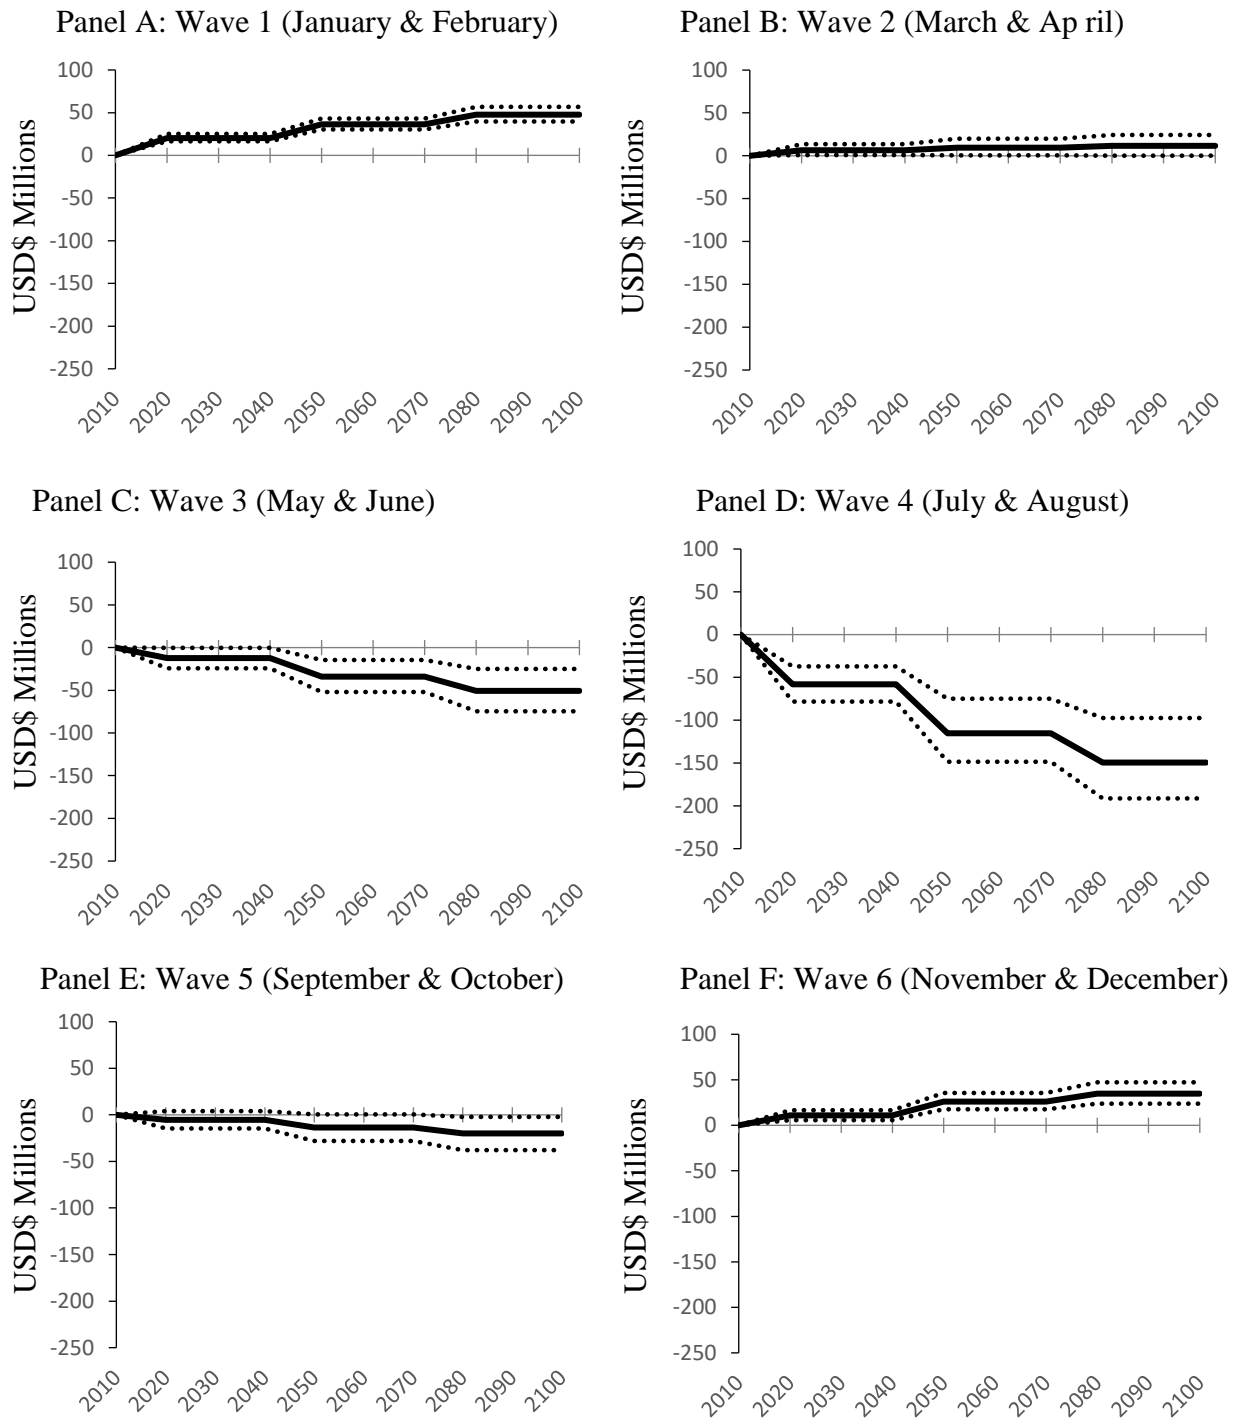 Panel A: Wave 1 (January & February)
USD$ Millions
100
50
0
-50
-100
-150
-200
-250
2010 2020 2030 2040 2050 2060 2070 2080 2090 2100
Panel B: Wave 2 (March & Ap ril)
USD$ Millions
100
50
0
-50
-100
-150
-200
-250
2010 2020 2030 2040 2050 2060 2070 2080 2090 2100
Panel C: Wave 3 (May & June)
USD$ Millions
100
50
0
-50
-100
-150
-200
-250
2010 2020 2030 2040 2050 2060 2070 2080 2090 2100
Panel D: Wave 4 (July & August)
USD$ Millions
100
50
0
-50
-100
-150
-200
-250
2010 2020 2030 2040 2050 2060 2070 2080 2090 2100
Panel E: Wave 5 (September & October)
USD$ Millions
100
50
0
-50
-100
-150
-200
-250
2010 2020 2030 2040 2050 2060 2070 2080 2090 2100
Panel F: Wave 6 (November & December)
USD$ Millions
100
50
0
-50
-100
-150
-200
-250
2010 2020 2030 2040 2050 2060 2070 2080 2090 2100